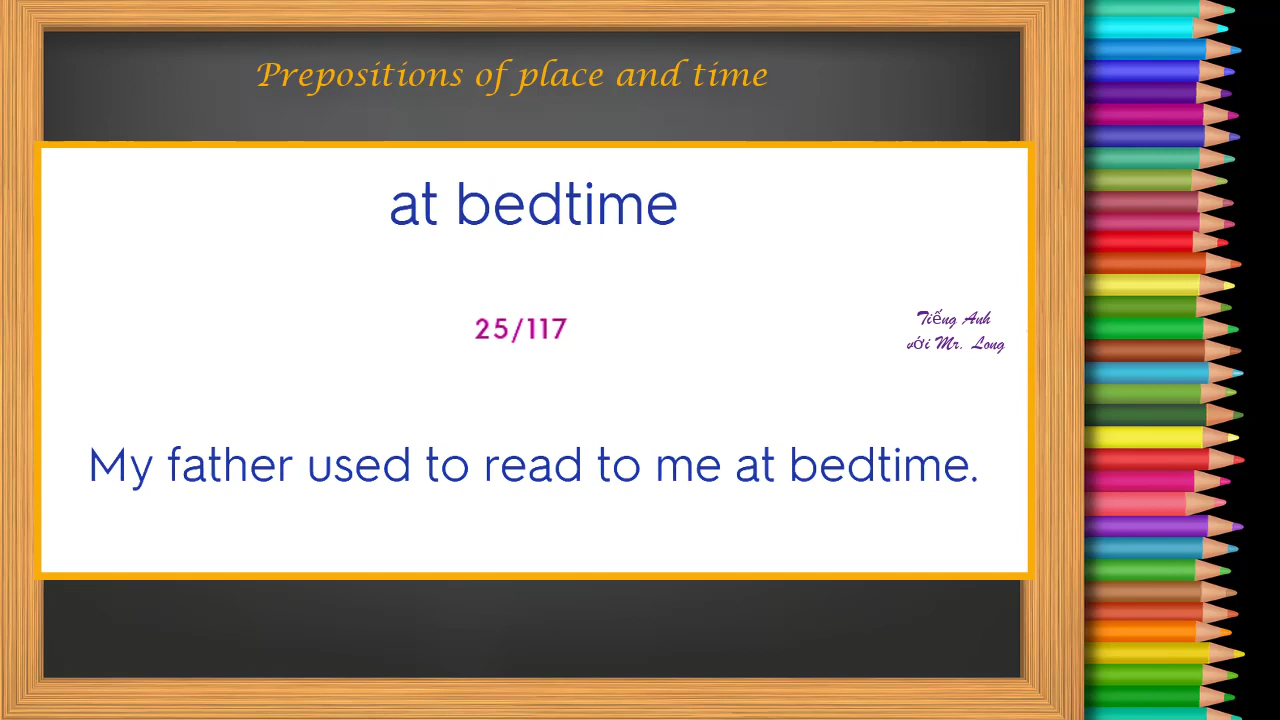 Prepositions of place and time
at bedtime
25/117
Tiếng Anh
với Mr. Long
My father used to read to me at bedtime.